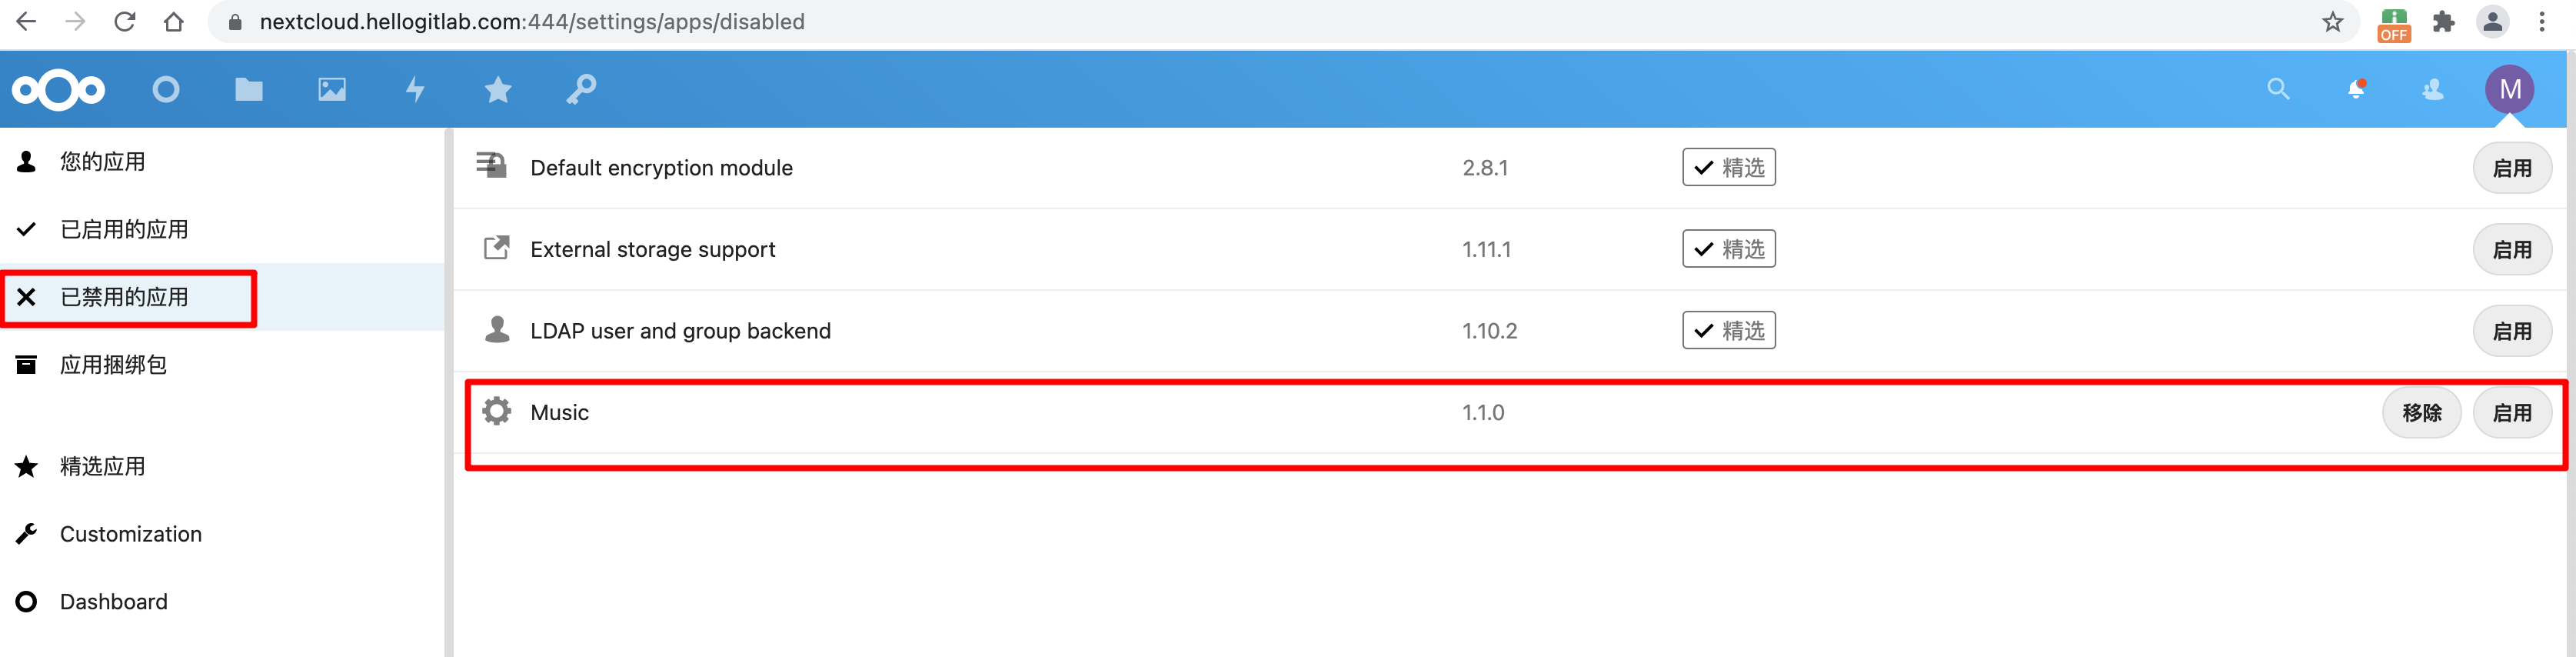 nextcloud.hellogitlab.com:444/settings/apps/disabled
OFF
M
您的应用
已启用的应用
已禁用的应用
应用捆绑包
精选应用
Customization
Dashboard
Default encryption module 2.8.1 精选 启用
External storage support 1.11.1 精选 启用
LDAP user and group backend 1.10.2 精选 启用
Music 1.1.0 移除 启用